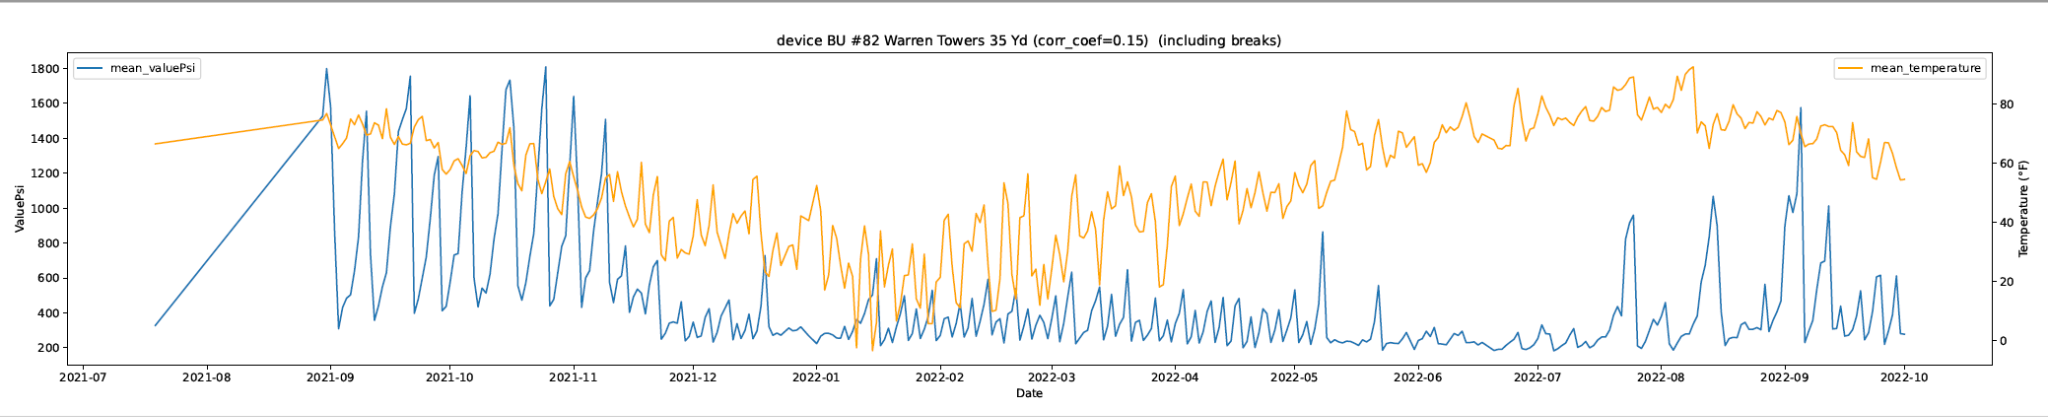 device BU #82 Warren Towers 35 Yd (corr_coef=0.15)  (including breaks)
mean_valuePsi
mean_temperature
ValuePsi
1800
1600
1400
1200
1000
800
600
400
200
80
60
40
20
0
Temperature (°F)
2021-07 2021-08 2021-09 2021-10 2021-11 2021-12 2022-01 2022-02 2022-03 2022-04 2022-05 2022-06 2022-07 2022-08 2022-09 2022-10
Date